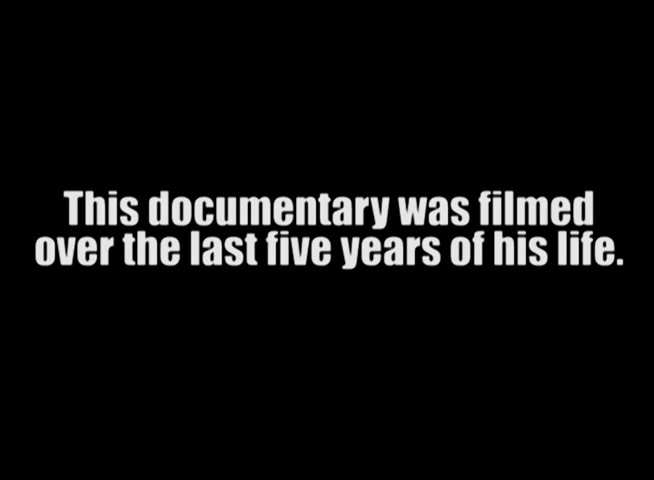 This documentary was filmed
over the last five years of his life.